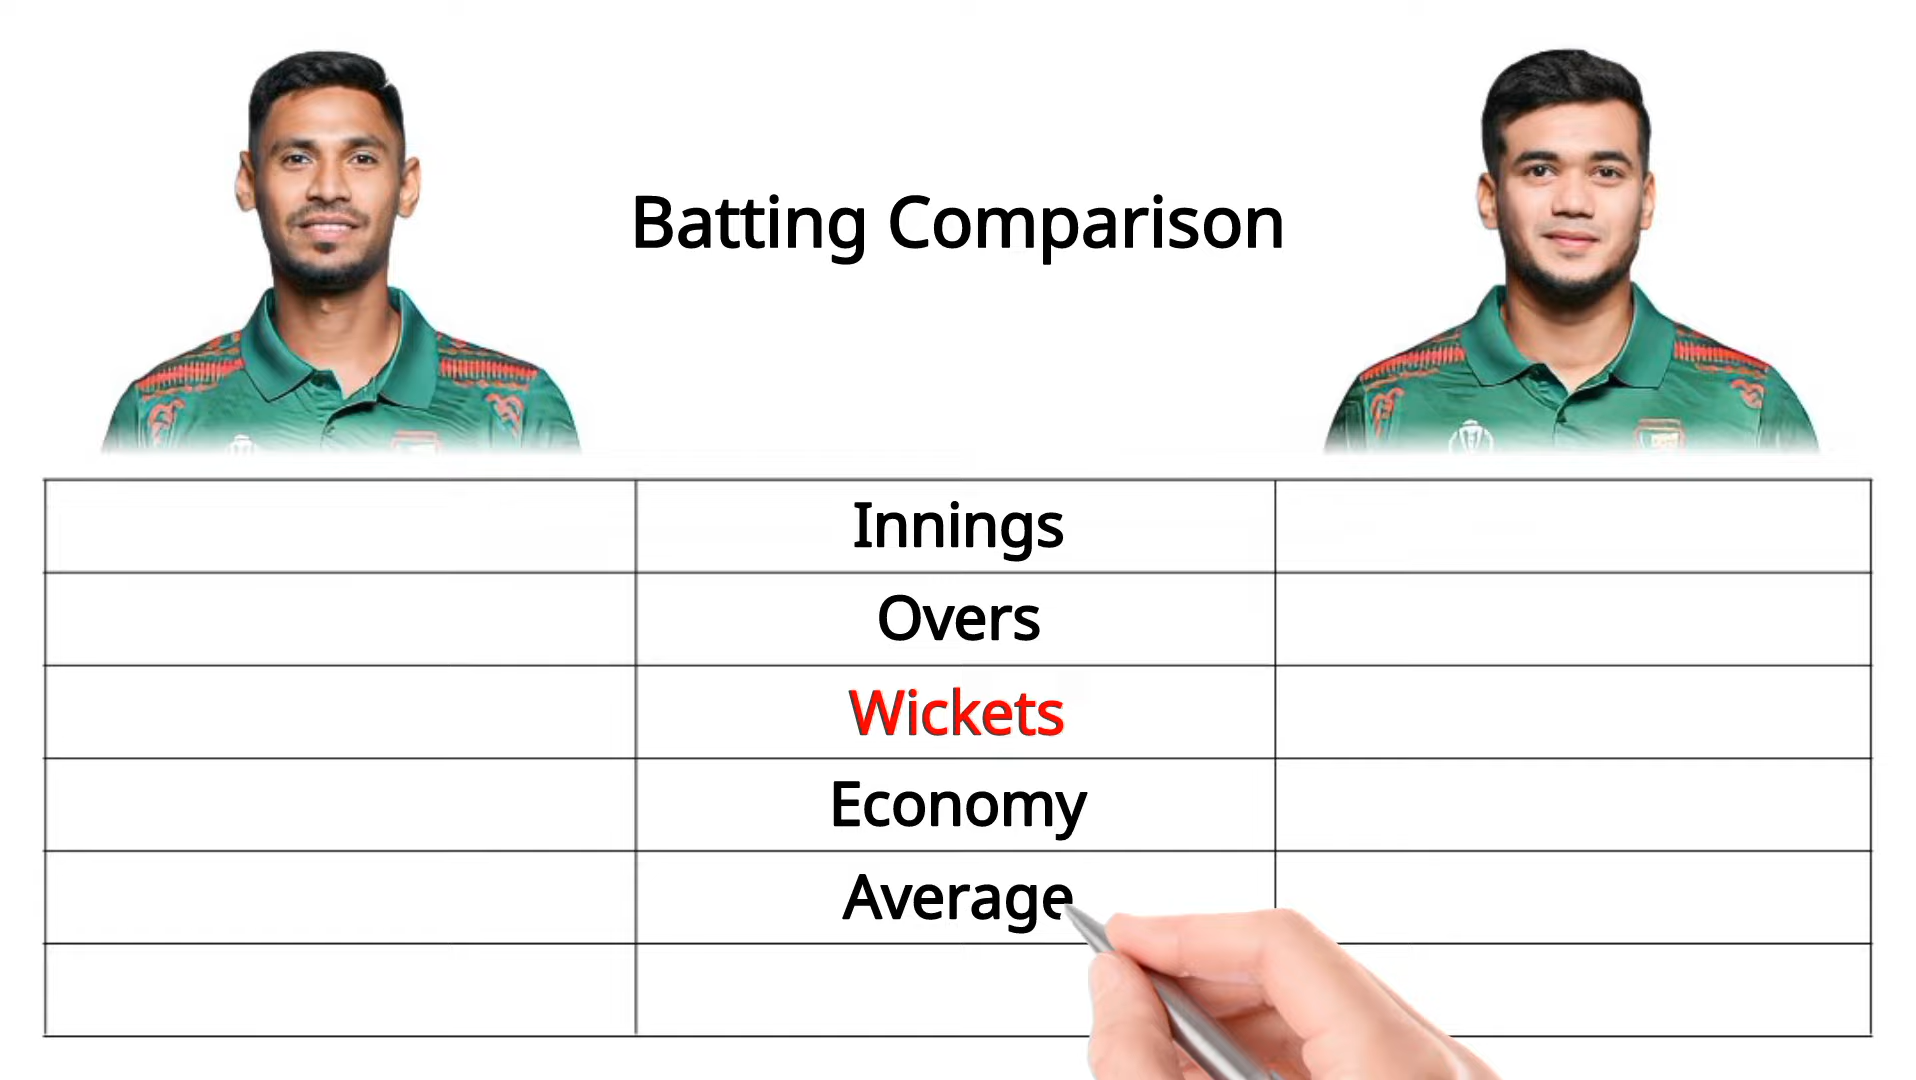 Batting Comparison
Innings
Overs
Wickets
Economy
Average